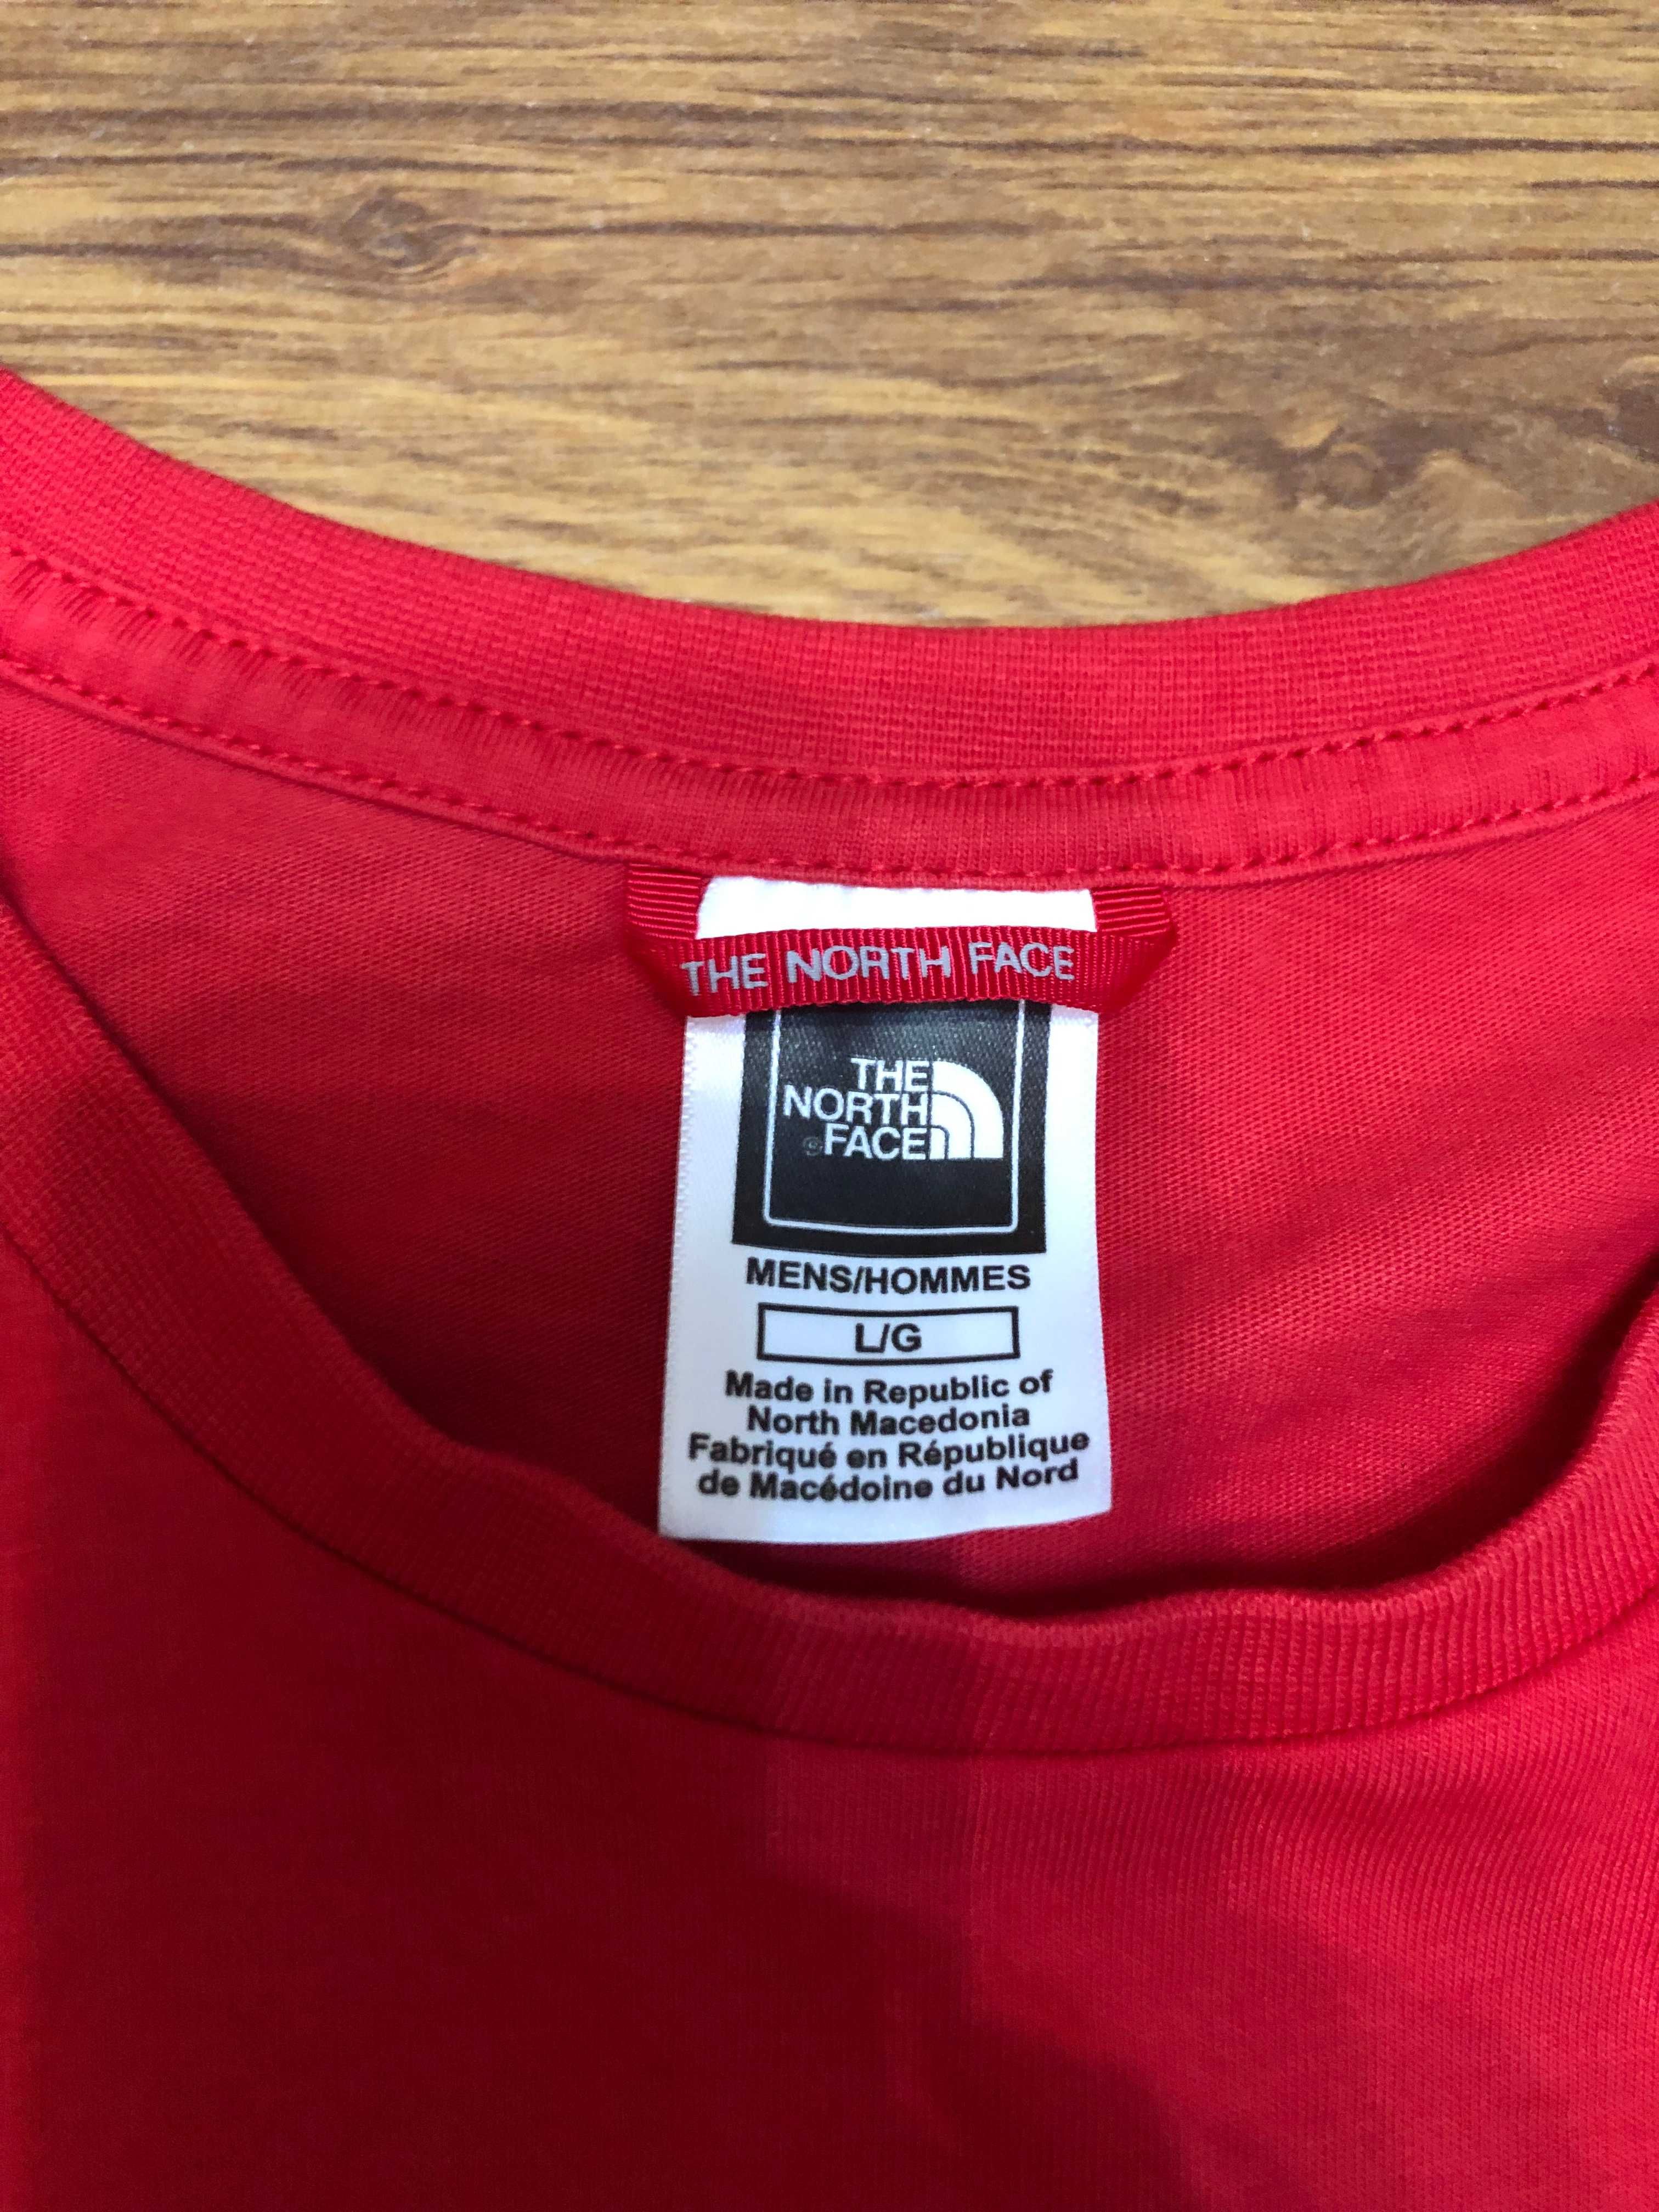 THE NORTH FACE
THE
NORTH
FACE
MENS/HOMMES
L/G
Made in Republic of
North Macedonia
Fabriqué en République
de Macédoine du Nord